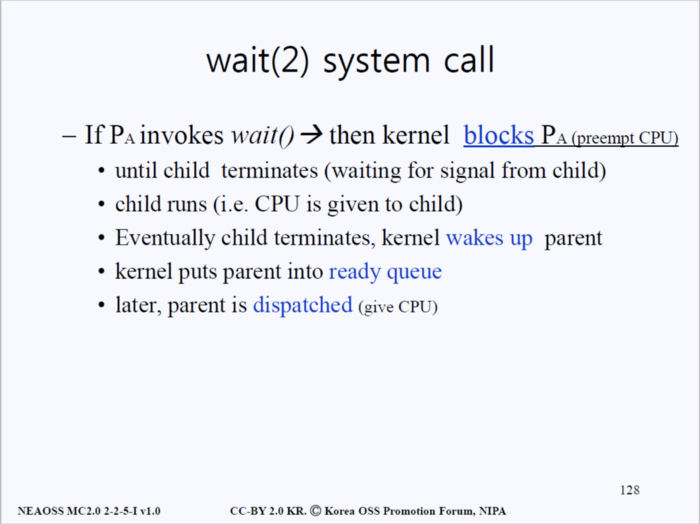 wait(2) system call
– If PA invokes wait() → then kernel blocks PA (preempt CPU)
• until child terminates (waiting for signal from child)
• child runs (i.e. CPU is given to child)
• Eventually child terminates, kernel wakes up parent
• kernel puts parent into ready queue
• later, parent is dispatched (give CPU)
128
NEAOSS MC2.0 2-2-5-I v1.0 CC-BY 2.0 KR. Ⓒ Korea OSS Promotion Forum, NIPA